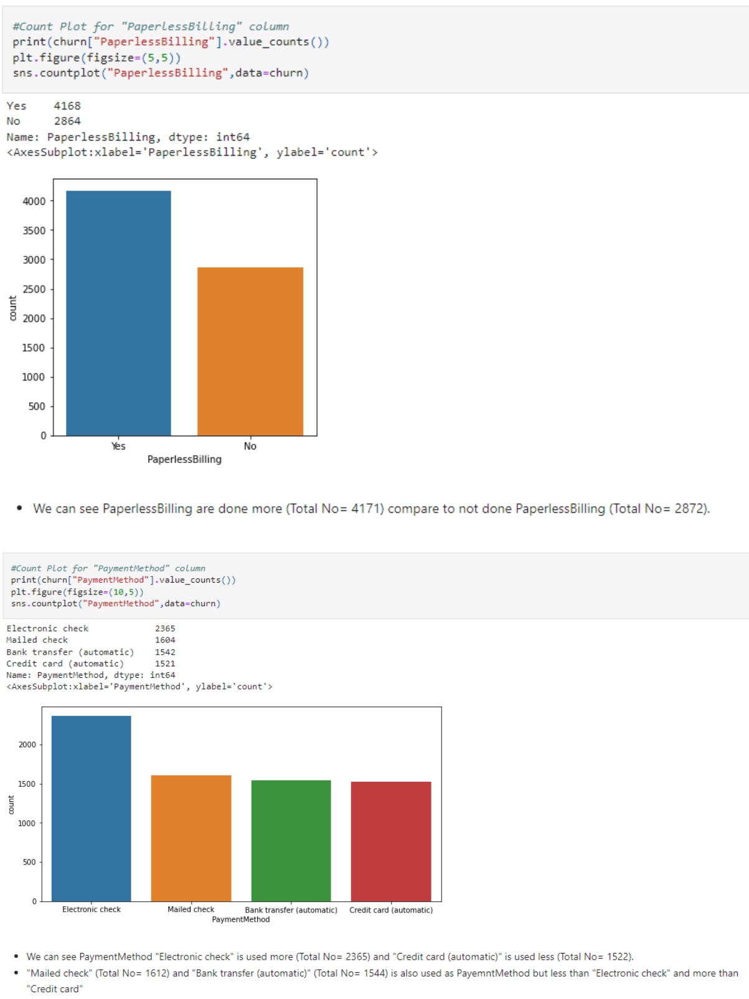 #Count Plot for "PaperlessBilling" column
print(churn["PaperlessBilling"].value_counts())
plt.figure(figsize=(5,5))
sns.countplot("PaperlessBilling",data=churn)
Yes    4168
No     2864
Name: PaperlessBilling, dtype: int64
<AxesSubplot:xlabel='PaperlessBilling', ylabel='count'>
4000
3500
3000
2500
2000
1500
1000
500
0
count
Yes No
PaperlessBilling
• We can see PaperlessBilling are done more (Total No= 4171) compare to not done PaperlessBilling (Total No= 2872).
#Count Plot for "PaymentMethod" column
print(churn["PaymentMethod"].value_counts())
plt.figure(figsize=(10,5))
sns.countplot("PaymentMethod",data=churn)
Electronic check             2365
Mailed check                 1604
Bank transfer (automatic)    1542
Credit card (automatic)      1521
Name: PaymentMethod, dtype: int64
<AxesSubplot:xlabel='PaymentMethod', ylabel='count'>
2000
1500
1000
500
0
count
Electronic check Mailed check Bank transfer (automatic) Credit card (automatic)
PaymentMethod
• We can see PaymentMethod "Electronic check" is used more (Total No= 2365) and "Credit card (automatic)" is used less (Total No= 1522).
• "Mailed check" (Total No= 1612) and "Bank transfer (automatic)" (Total No= 1544) is also used as PayemntMethod but less than "Electronic check" and more than
"Credit card"